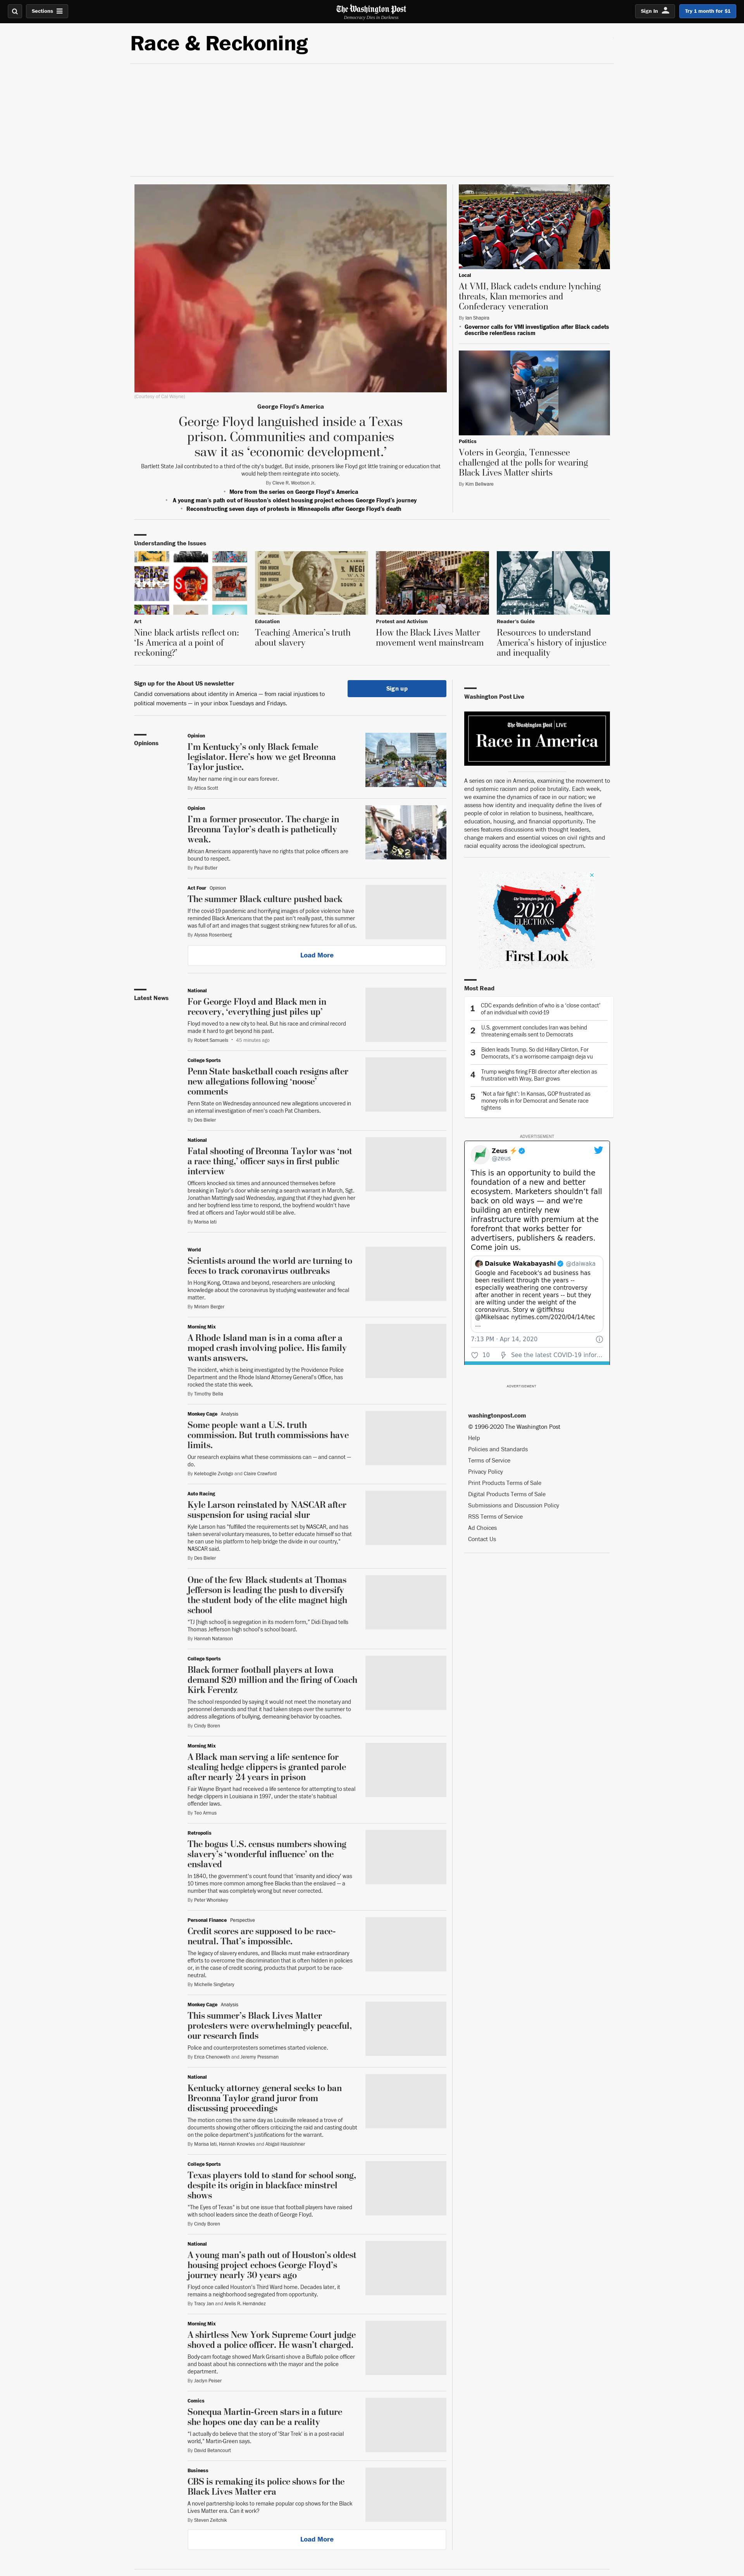 Sections
The Washington Post
Democracy Dies in Darkness
Sign In
Try 1 month for $1
Race & Reckoning
(Courtesy of Cal Wayne)
George Floyd's America
George Floyd languished inside a Texas
prison. Communities and companies
saw it as ‘economic development.’
Bartlett State Jail contributed to a third of the city's budget. But inside, prisoners like Floyd got little training or education that
would help them reintegrate into society.
By Cleve R. Wootson Jr.
More from the series on George Floyd's America
A young man's path out of Houston's oldest housing project echoes George Floyd's journey
Reconstructing seven days of protests in Minneapolis after George Floyd's death
Local
At VMI, Black cadets endure lynching
threats, Klan memories and
Confederacy veneration
By Ian Shapira
Governor calls for VMI investigation after Black cadets
describe relentless racism
Politics
Voters in Georgia, Tennessee
challenged at the polls for wearing
Black Lives Matter shirts
By Kim Bellware
Understanding the Issues
Art
Nine black artists reflect on:
‘Is America at a point of
reckoning?’
Education
Teaching America’s truth
about slavery
Protest and Activism
How the Black Lives Matter
movement went mainstream
Reader's Guide
Resources to understand
America’s history of injustice
and inequality
Sign up for the About US newsletter
Candid conversations about identity in America — from racial injustices to
political movements — in your inbox Tuesdays and Fridays.
Sign up
Opinions
Opinion
I’m Kentucky’s only Black female
legislator. Here’s how we get Breonna
Taylor justice.
May her name ring in our ears forever.
By Attica Scott
Opinion
I’m a former prosecutor. The charge in
Breonna Taylor’s death is pathetically
weak.
African Americans apparently have no rights that police officers are
bound to respect.
By Paul Butler
Act Four Opinion
The summer Black culture pushed back
If the covid-19 pandemic and horrifying images of police violence have
reminded Black Americans that the past isn't really past, this summer
was full of art and images that suggest striking new futures for all of us.
By Alyssa Rosenberg
Load More
Latest News
National
For George Floyd and Black men in
recovery, ‘everything just piles up’
Floyd moved to a new city to heal. But his race and criminal record
made it hard to get beyond his past.
By Robert Samuels • 45 minutes ago
College Sports
Penn State basketball coach resigns after
new allegations following ‘noose’
comments
Penn State on Wednesday announced new allegations uncovered in
an internal investigation of men's coach Pat Chambers.
By Des Bieler
National
Fatal shooting of Breonna Taylor was ‘not
a race thing,’ officer says in first public
interview
Officers knocked six times and announced themselves before
breaking in Taylor's door while serving a search warrant in March, Sgt.
Jonathan Mattingly said Wednesday, arguing that if they had given her
and her boyfriend less time to respond, the boyfriend wouldn't have
fired at officers and Taylor would still be alive.
By Marisa Iati
World
Scientists around the world are turning to
feces to track coronavirus outbreaks
In Hong Kong, Ottawa and beyond, researchers are unlocking
knowledge about the coronavirus by studying wastewater and fecal
matter.
By Miriam Berger
Morning Mix
A Rhode Island man is in a coma after a
moped crash involving police. His family
wants answers.
The incident, which is being investigated by the Providence Police
Department and the Rhode Island Attorney General's Office, has
rocked the state this week.
By Timothy Bella
Monkey Cage Analysis
Some people want a U.S. truth
commission. But truth commissions have
limits.
Our research explains what these commissions can — and cannot —
do.
By Kelebogile Zvobgo and Claire Crawford
Auto Racing
Kyle Larson reinstated by NASCAR after
suspension for using racial slur
Kyle Larson has "fulfilled the requirements set by NASCAR, and has
taken several voluntary measures, to better educate himself so that
he can use his platform to help bridge the divide in our country,"
NASCAR said.
By Des Bieler
One of the few Black students at Thomas
Jefferson is leading the push to diversify
the student body of the elite magnet high
school
"TJ [high school] is segregation in its modern form," Didi Elsyad tells
Thomas Jefferson high school's school board.
By Hannah Natanson
College Sports
Black former football players at Iowa
demand $20 million and the firing of Coach
Kirk Ferentz
The school responded by saying it would not meet the monetary and
personnel demands and that it had taken steps over the summer to
address allegations of bullying, demeaning behavior by coaches.
By Cindy Boren
Morning Mix
A Black man serving a life sentence for
stealing hedge clippers is granted parole
after nearly 24 years in prison
Fair Wayne Bryant had received a life sentence for attempting to steal
hedge clippers in Louisiana in 1997, under the state's habitual
offender laws.
By Teo Armus
Retropolis
The bogus U.S. census numbers showing
slavery’s ‘wonderful influence’ on the
enslaved
In 1840, the government's count found that 'insanity and idiocy' was
10 times more common among free Blacks than the enslaved — a
number that was completely wrong but never corrected.
By Peter Whoriskey
Personal Finance Perspective
Credit scores are supposed to be race-
neutral. That’s impossible.
The legacy of slavery endures, and Blacks must make extraordinary
efforts to overcome the discrimination that is often hidden in policies
or, in the case of credit scoring, products that purport to be race-
neutral.
By Michelle Singletary
Monkey Cage Analysis
This summer’s Black Lives Matter
protesters were overwhelmingly peaceful,
our research finds
Police and counterprotesters sometimes started violence.
By Erica Chenoweth and Jeremy Pressman
National
Kentucky attorney general seeks to ban
Breonna Taylor grand juror from
discussing proceedings
The motion comes the same day as Louisville released a trove of
documents showing other officers criticizing the raid and casting doubt
on the police department's justifications for the warrant.
By Marisa Iati, Hannah Knowles and Abigail Hauslohner
College Sports
Texas players told to stand for school song,
despite its origin in blackface minstrel
shows
"The Eyes of Texas" is but one issue that football players have raised
with school leaders since the death of George Floyd.
By Cindy Boren
National
A young man’s path out of Houston’s oldest
housing project echoes George Floyd’s
journey nearly 30 years ago
Floyd once called Houston's Third Ward home. Decades later, it
remains a neighborhood segregated from opportunity.
By Tracy Jan and Arelis R. Hernández
Morning Mix
A shirtless New York Supreme Court judge
shoved a police officer. He wasn’t charged.
Body-cam footage showed Mark Grisanti shove a Buffalo police officer
and boast about his connections with the mayor and the police
department.
By Jaclyn Peiser
Comics
Sonequa Martin-Green stars in a future
she hopes one day can be a reality
"I actually do believe that the story of 'Star Trek' is in a post-racial
world," Martin-Green says.
By David Betancourt
Business
CBS is remaking its police shows for the
Black Lives Matter era
A novel partnership looks to remake popular cop shows for the Black
Lives Matter era. Can it work?
By Steven Zeitchik
Load More
Washington Post Live
The Washington Post LIVE
Race in America
A series on race in America, examining the movement to
end systemic racism and police brutality. Each week,
we examine the dynamics of race in our nation; we
assess how identity and inequality define the lives of
people of color in relation to business, healthcare,
education, housing, and financial opportunity. The
series features discussions with thought leaders,
change makers and essential voices on civil rights and
racial equality across the ideological spectrum.
The Washington Post LIVE
2020
ELECTIONS
First Look
Most Read
1 CDC expands definition of who is a 'close contact'
of an individual with covid-19
2 U.S. government concludes Iran was behind
threatening emails sent to Democrats
3 Biden leads Trump. So did Hillary Clinton. For
Democrats, it's a worrisome campaign deja vu
4 Trump weighs firing FBI director after election as
frustration with Wray, Barr grows
5 'Not a fair fight': In Kansas, GOP frustrated as
money rolls in for Democrat and Senate race
tightens
ADVERTISEMENT
Zeus
@zeus
This is an opportunity to build the
foundation of a new and better
ecosystem. Marketers shouldn't fall
back on old ways — and we're
building an entirely new
infrastructure with premium at the
forefront that works better for
advertisers, publishers & readers.
Come join us.
Daisuke Wakabayashi @daiwaka
Google and Facebook's ad business has
been resilient through the years --
especially weathering one controversy
after another in recent years -- but they
are wilting under the weight of the
coronavirus. Story w @tiffkhsu
@MikeIsaac nytimes.com/2020/04/14/tec
...
7:13 PM · Apr 14, 2020
10 See the latest COVID-19 infor...
ADVERTISEMENT
washingtonpost.com
© 1996-2020 The Washington Post
Help
Policies and Standards
Terms of Service
Privacy Policy
Print Products Terms of Sale
Digital Products Terms of Sale
Submissions and Discussion Policy
RSS Terms of Service
Ad Choices
Contact Us